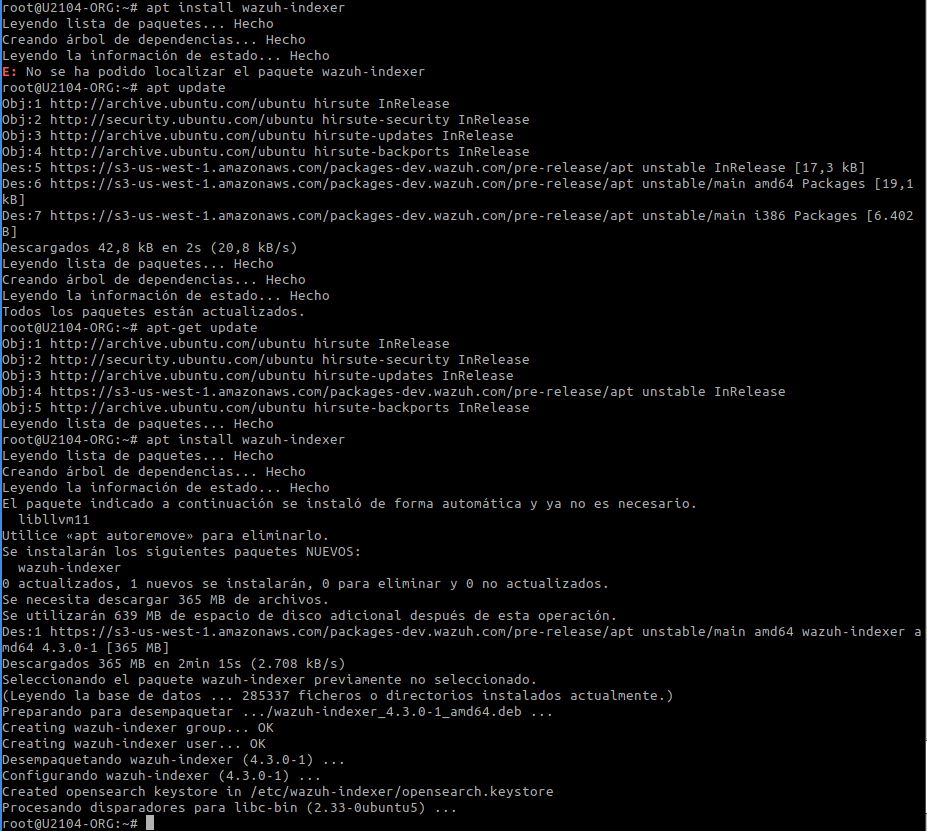 root@U2104-ORG:~# apt install wazuh-indexer
Leyendo lista de paquetes... Hecho
Creando árbol de dependencias... Hecho
Leyendo la información de estado... Hecho
E: No se ha podido localizar el paquete wazuh-indexer
root@U2104-ORG:~# apt update
Obj:1 http://archive.ubuntu.com/ubuntu hirsute InRelease
Obj:2 http://security.ubuntu.com/ubuntu hirsute-security InRelease
Obj:3 http://archive.ubuntu.com/ubuntu hirsute-updates InRelease
Obj:4 http://archive.ubuntu.com/ubuntu hirsute-backports InRelease
Des:5 https://s3-us-west-1.amazonaws.com/packages-dev.wazuh.com/pre-release/apt unstable InRelease [17,3 kB]
Des:6 https://s3-us-west-1.amazonaws.com/packages-dev.wazuh.com/pre-release/apt unstable/main amd64 Packages [19,1
kB]
Des:7 https://s3-us-west-1.amazonaws.com/packages-dev.wazuh.com/pre-release/apt unstable/main i386 Packages [6.402
B]
Descargados 42,8 kB en 2s (20,8 kB/s)
Leyendo lista de paquetes... Hecho
Creando árbol de dependencias... Hecho
Leyendo la información de estado... Hecho
Todos los paquetes están actualizados.
root@U2104-ORG:~# apt-get update
Obj:1 http://archive.ubuntu.com/ubuntu hirsute InRelease
Obj:2 http://security.ubuntu.com/ubuntu hirsute-security InRelease
Obj:3 http://archive.ubuntu.com/ubuntu hirsute-updates InRelease
Obj:4 https://s3-us-west-1.amazonaws.com/packages-dev.wazuh.com/pre-release/apt unstable InRelease
Obj:5 http://archive.ubuntu.com/ubuntu hirsute-backports InRelease
Leyendo lista de paquetes... Hecho
root@U2104-ORG:~# apt install wazuh-indexer
Leyendo lista de paquetes... Hecho
Creando árbol de dependencias... Hecho
Leyendo la información de estado... Hecho
El paquete indicado a continuación se instaló de forma automática y ya no es necesario.
libllvm11
Utilice «apt autoremove» para eliminarlo.
Se instalarán los siguientes paquetes NUEVOS:
wazuh-indexer
0 actualizados, 1 nuevos se instalarán, 0 para eliminar y 0 no actualizados.
Se necesita descargar 365 MB de archivos.
Se utilizarán 639 MB de espacio de disco adicional después de esta operación.
Des:1 https://s3-us-west-1.amazonaws.com/packages-dev.wazuh.com/pre-release/apt unstable/main amd64 wazuh-indexer a
md64 4.3.0-1 [365 MB]
Descargados 365 MB en 2min 15s (2.708 kB/s)
Seleccionando el paquete wazuh-indexer previamente no seleccionado.
(Leyendo la base de datos ... 285337 ficheros o directorios instalados actualmente.)
Preparando para desempaquetar .../wazuh-indexer_4.3.0-1_amd64.deb ...
Creating wazuh-indexer group... OK
Creating wazuh-indexer user... OK
Desempaquetando wazuh-indexer (4.3.0-1) ...
Configurando wazuh-indexer (4.3.0-1) ...
Created opensearch keystore in /etc/wazuh-indexer/opensearch.keystore
Procesando disparadores para libc-bin (2.33-0ubuntu5) ...
root@U2104-ORG:~#